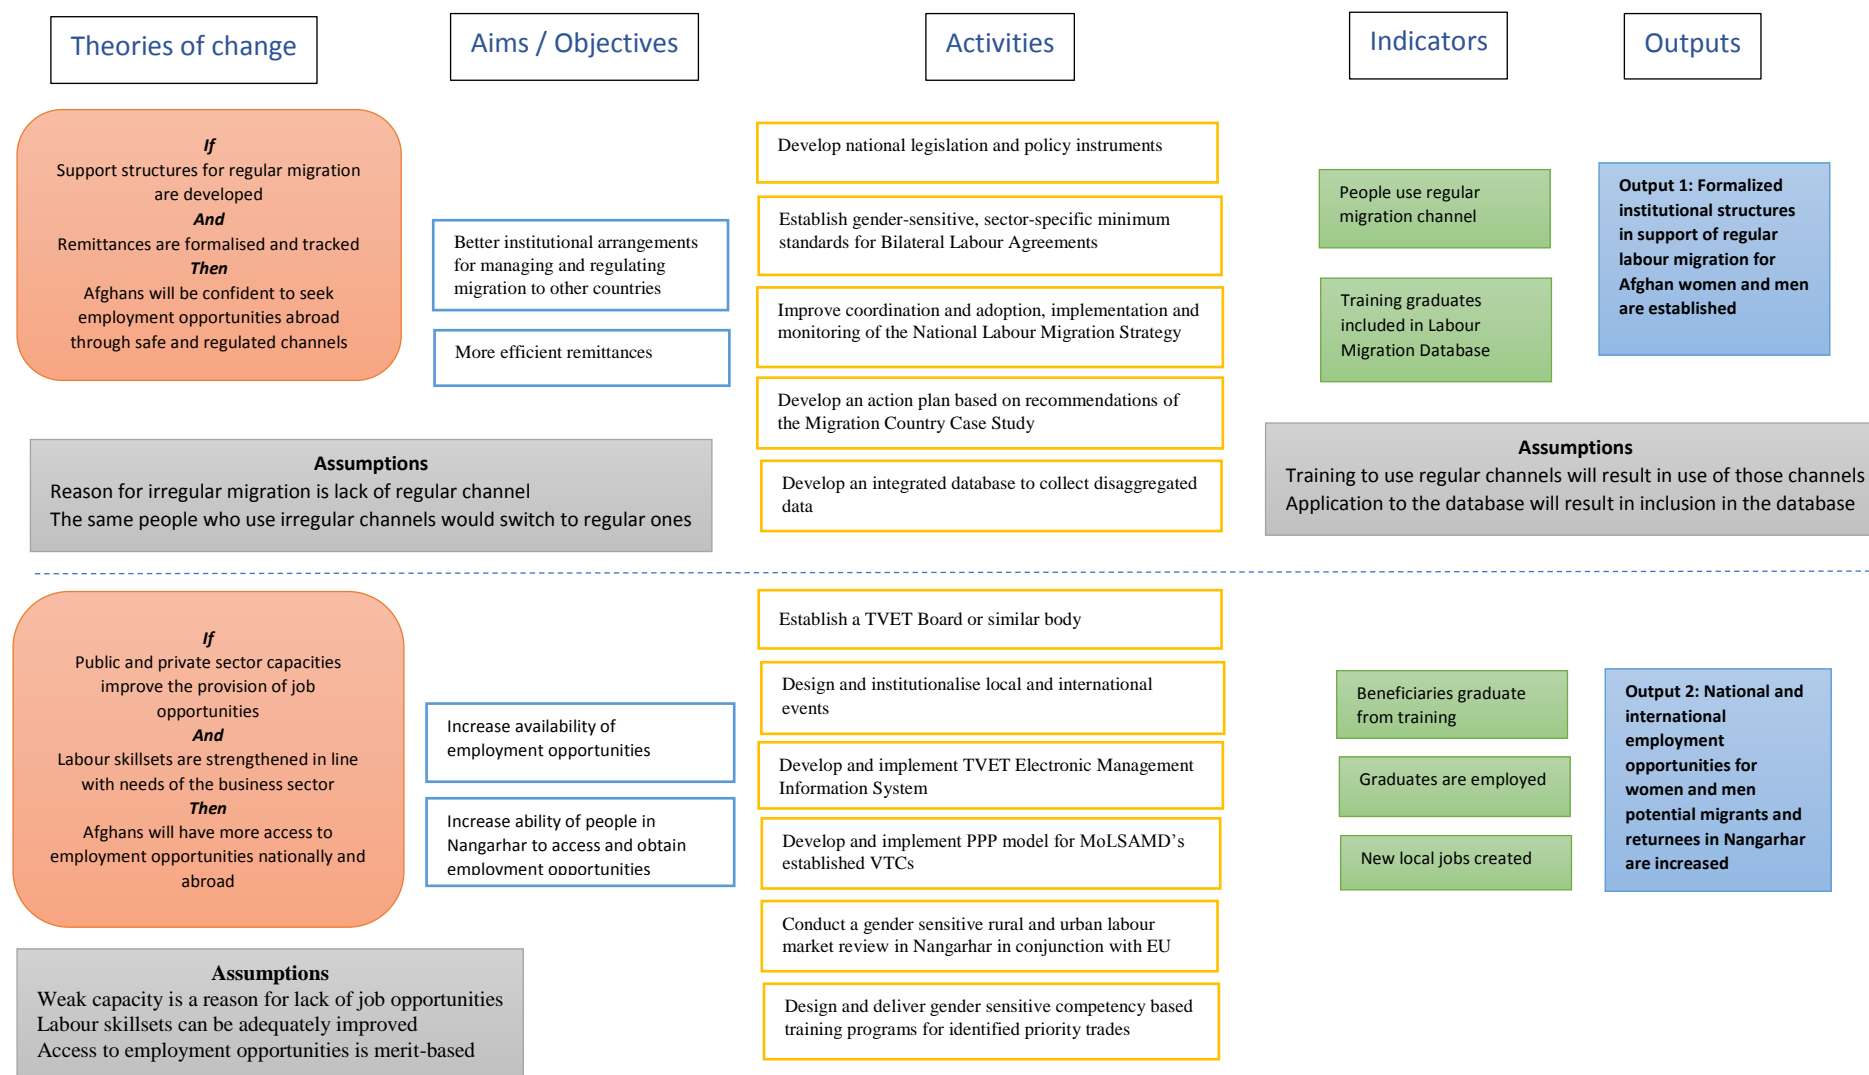 Theories of change
Aims / Objectives
Activities
Indicators
Outputs
If
Support structures for regular migration
are developed
And
Remittances are formalised and tracked
Then
Afghans will be confident to seek
employment opportunities abroad
through safe and regulated channels
Better institutional arrangements
for managing and regulating
migration to other countries
More efficient remittances
Develop national legislation and policy instruments
Establish gender-sensitive, sector-specific minimum
standards for Bilateral Labour Agreements
Improve coordination and adoption, implementation and
monitoring of the National Labour Migration Strategy
Develop an action plan based on recommendations of
the Migration Country Case Study
Develop an integrated database to collect disaggregated
data
People use regular
migration channel
Training graduates
included in Labour
Migration Database
Output 1: Formalized
institutional structures
in support of regular
labour migration for
Afghan women and men
are established
Assumptions
Reason for irregular migration is lack of regular channel
The same people who use irregular channels would switch to regular ones
Assumptions
Training to use regular channels will result in use of those channels
Application to the database will result in inclusion in the database
If
Public and private sector capacities
improve the provision of job
opportunities
And
Labour skillsets are strengthened in line
with needs of the business sector
Then
Afghans will have more access to
employment opportunities nationally and
abroad
Increase availability of
employment opportunities
Increase ability of people in
Nangarhar to access and obtain
employment opportunities
Establish a TVET Board or similar body
Design and institutionalise local and international
events
Develop and implement TVET Electronic Management
Information System
Develop and implement PPP model for MoLSAMD's
established VTCs
Conduct a gender sensitive rural and urban labour
market review in Nangarhar in conjunction with EU
Design and deliver gender sensitive competency based
training programs for identified priority trades
Beneficiaries graduate
from training
Graduates are employed
New local jobs created
Output 2: National and
international
employment
opportunities for
women and men
potential migrants and
returnees in Nangarhar
are increased
Assumptions
Weak capacity is a reason for lack of job opportunities
Labour skillsets can be adequately improved
Access to employment opportunities is merit-based